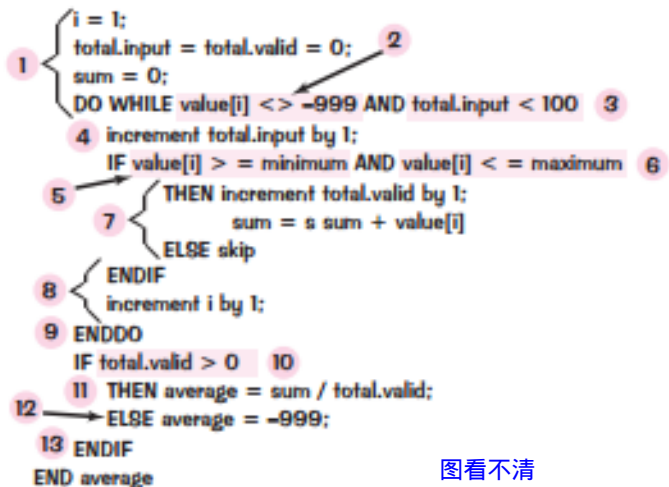 i = 1;
total.input = total.valid = 0;
2
1
sum = 0;
DO WHILE value[i] <> –999 AND total.input < 100 3
4 increment total.input by 1;
IF value[i] > = minimum AND value[i] < = maximum 6
5
THEN increment total.valid by 1;
7
sum = s sum + value[i]
ELSE skip
ENDIF
8
increment i by 1;
9 ENDDO
IF total.valid > 0 10
11 THEN average = sum / total.valid;
12 ELSE average = –999;
13 ENDIF
END average
图看不清